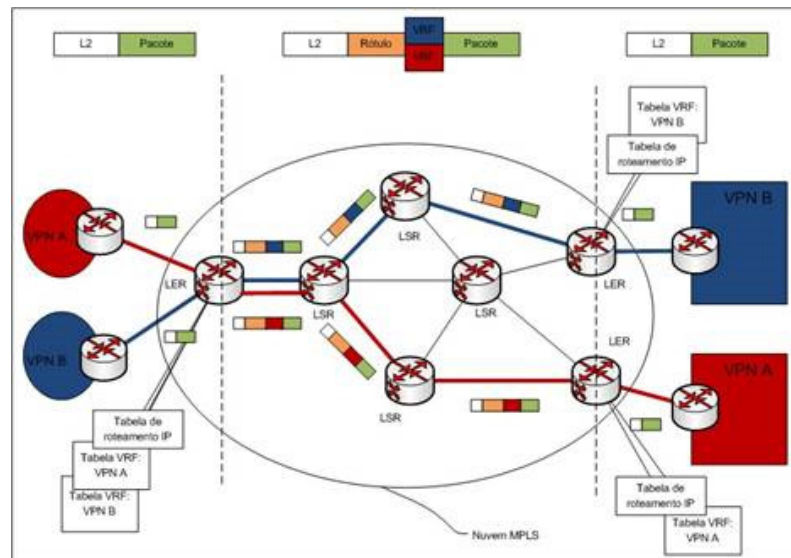 L2 Pacote
L2 Rótulo VRF Pacote
VRF
L2 Pacote
Tabela VRF:
VPN B
Tabela de
roteamento IP
VPN A
VPN B
LSR
VPN B
LER
LSR
LSR
LER
LER
VPN A
VPN B
LSR
Tabela de
roteamento IP
Tabela VRF:
VPN A
Tabela VRF:
VPN B
Tabela de
roteamento IP
Tabela VRF:
VPN A
Nuvem MPLS